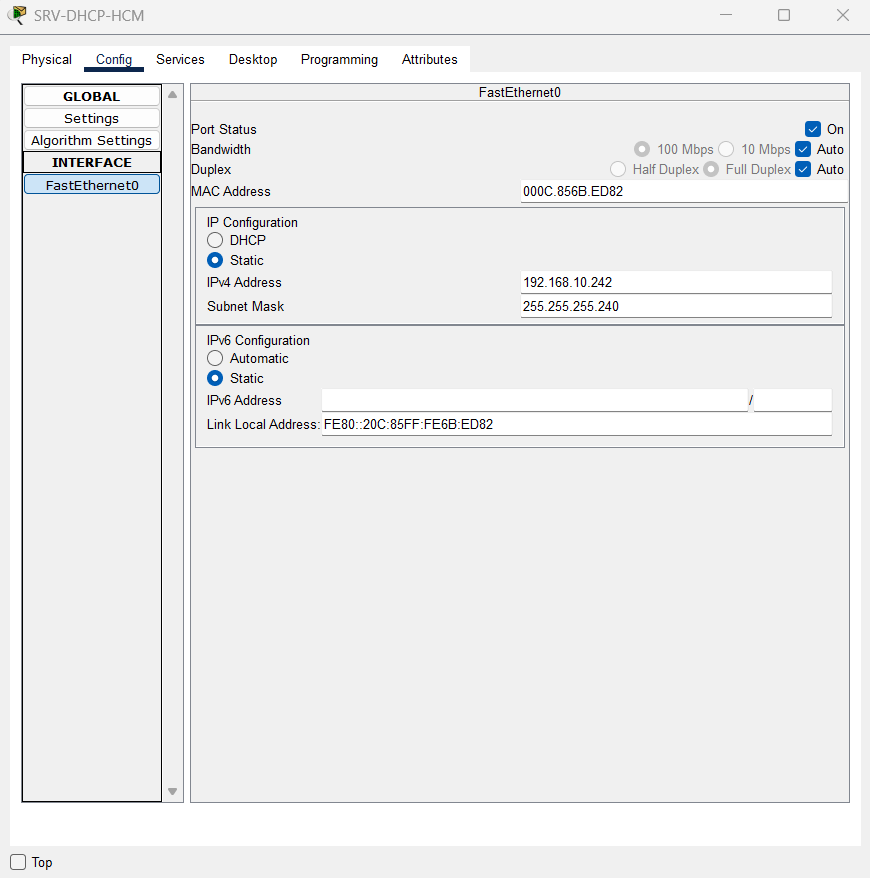 SRV-DHCP-HCM
Physical Config Services Desktop Programming Attributes
GLOBAL
Settings
Algorithm Settings
INTERFACE
FastEthernet0
FastEthernet0
Port Status On
Bandwidth 100 Mbps 10 Mbps Auto
Duplex Half Duplex Full Duplex Auto
MAC Address 000C.856B.ED82
IP Configuration
DHCP
Static
IPv4 Address 192.168.10.242
Subnet Mask 255.255.255.240
IPv6 Configuration
Automatic
Static
IPv6 Address /
Link Local Address: FE80::20C:85FF:FE6B:ED82
Top